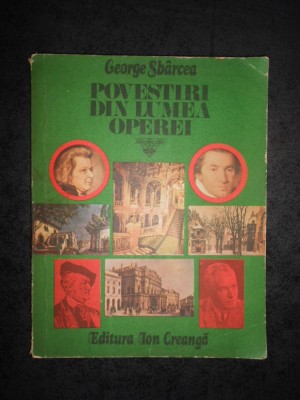 George Sbârcea
POVESTIRI
DIN LUMEA
OPEREI
Editura Ion Creangă